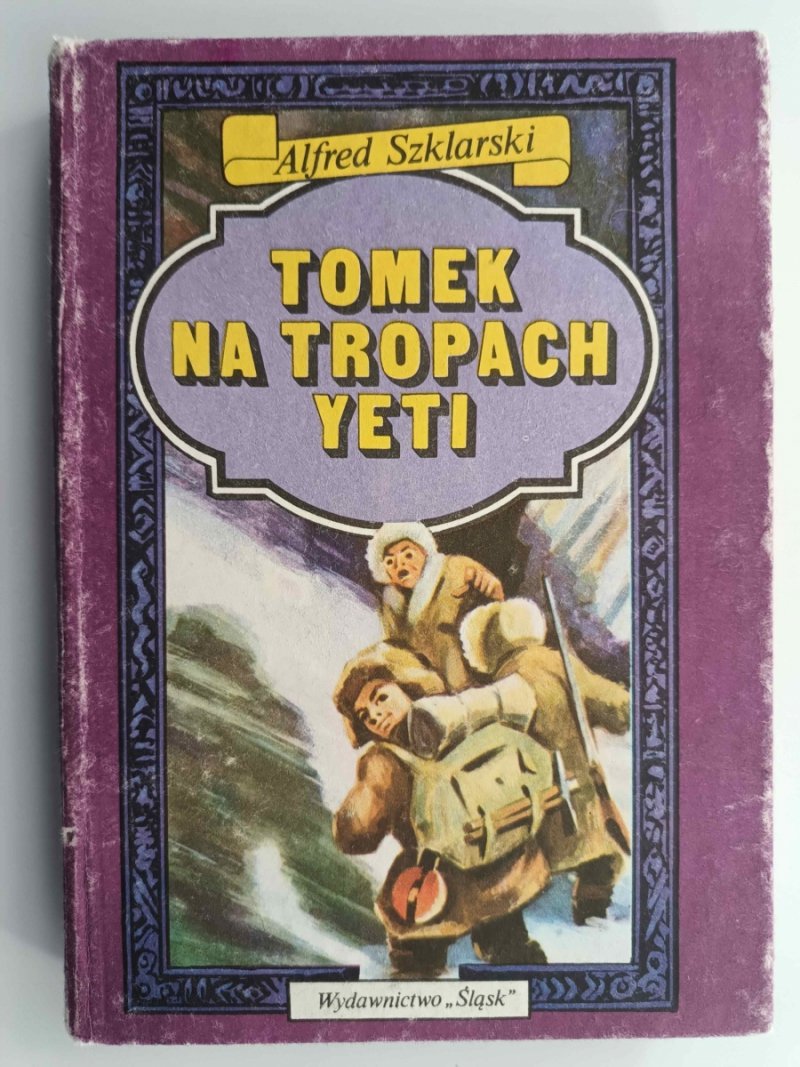 Alfred Szklarski
TOMEK
NA TROPACH
YETI
Wydawnictwo „Śląsk”